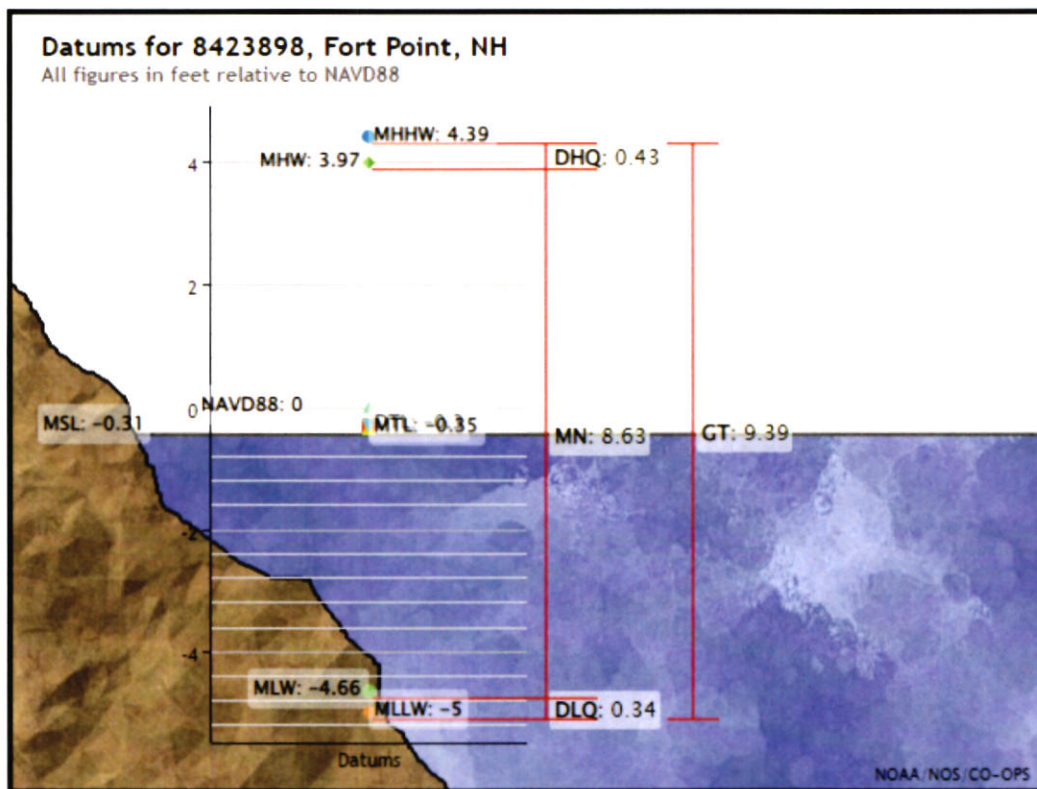 Datums for 8423898, Fort Point, NH
All figures in feet relative to NAVD88
MHHW: 4.39
MHW: 3.97
DHQ: 0.43
4
2
0
NAVD88: 0
MSL: -0.31
MTL: -0.35
MN: 8.63
GT: 9.39
-2
-4
MLW: -4.66
MLLW: -5
DLQ: 0.34
Datums
NOAA/NOS/CO-OPS